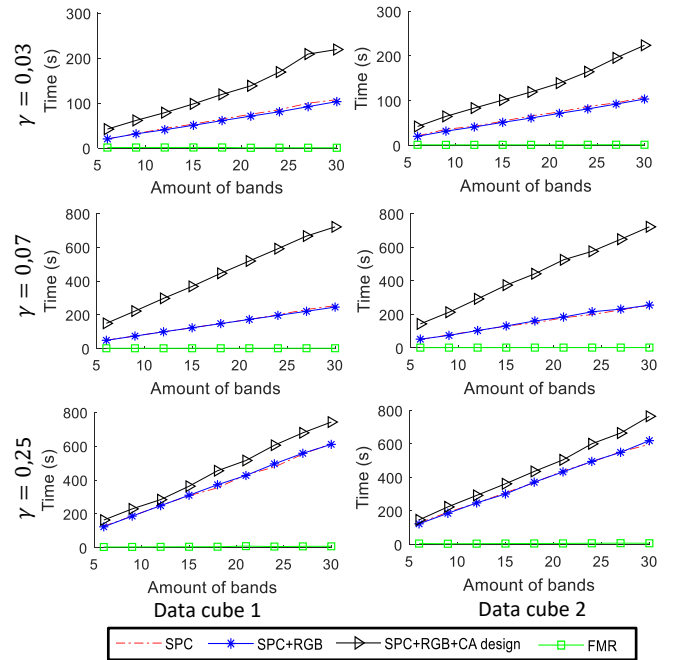 γ = 0,03
Time (s)
300
200
100
0
5 10 15 20 25 30
Amount of bands
Time (s)
300
200
100
0
5 10 15 20 25 30
Amount of bands
γ = 0,07
Time (s)
800
600
400
200
0
5 10 15 20 25 30
Amount of bands
Time (s)
800
600
400
200
0
5 10 15 20 25 30
Amount of bands
γ = 0,25
Time (s)
800
600
400
200
0
5 10 15 20 25 30
Amount of bands
Time (s)
800
600
400
200
0
5 10 15 20 25 30
Amount of bands
Data cube 1
Data cube 2
SPC SPC+RGB SPC+RGB+CA design FMR